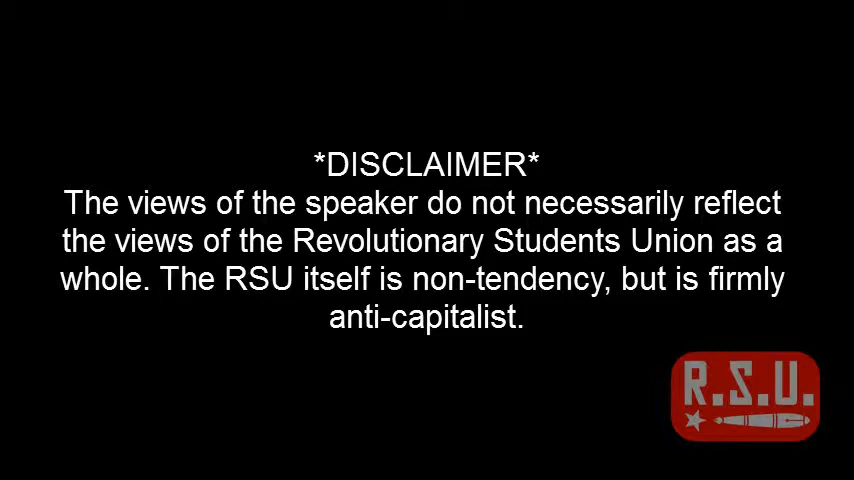 *DISCLAIMER*
The views of the speaker do not necessarily reflect
the views of the Revolutionary Students Union as a
whole. The RSU itself is non-tendency, but is firmly
anti-capitalist.
R.S.U.